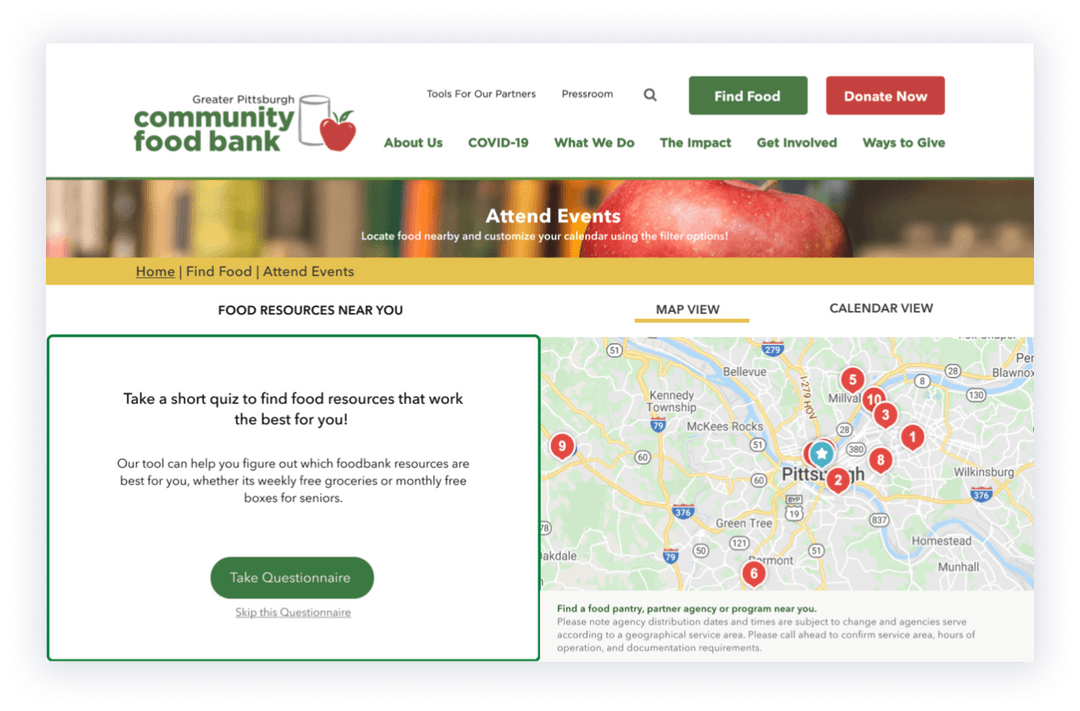 Greater Pittsburgh
community
food bank
Tools For Our Partners
Pressroom
Find Food
Donate Now
About Us
COVID-19
What We Do
The Impact
Get Involved
Ways to Give
Attend Events
Locate food nearby and customize your calendar using the filter options!
Home | Find Food | Attend Events
FOOD RESOURCES NEAR YOU
MAP VIEW
CALENDAR VIEW
Take a short quiz to find food resources that work
the best for you!
Our tool can help you figure out which foodbank resources are
best for you, whether its weekly free groceries or monthly free
boxes for seniors.
Take Questionnaire
Skip this Questionnaire
51
279
Bellevue
I-279 HOV
5
28
8
Blawnox
130
Kennedy
Township
79
Millval
10
3
McKees Rocks
28
1
9
51
60
380
8
Pittsburgh
2
60
Wilkinsburg
376
BYP
19
376
Green Tree
837
121
Homestead
79
50
51
Munhall
6
Find a food pantry, partner agency or program near you.
Please note agency distribution dates and times are subject to change and agencies serve
according to a geographical service area. Please call ahead to confirm service area, hours of
operation, and documentation requirements.